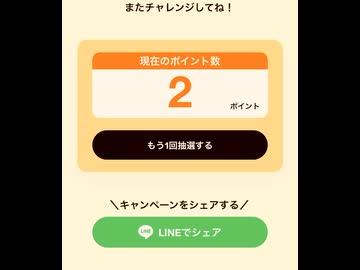 またチャレンジしてね！
現在のポイント数
2
ポイント
もう1回抽選する
＼キャンペーンをシェアする／
LINE LINEでシェア